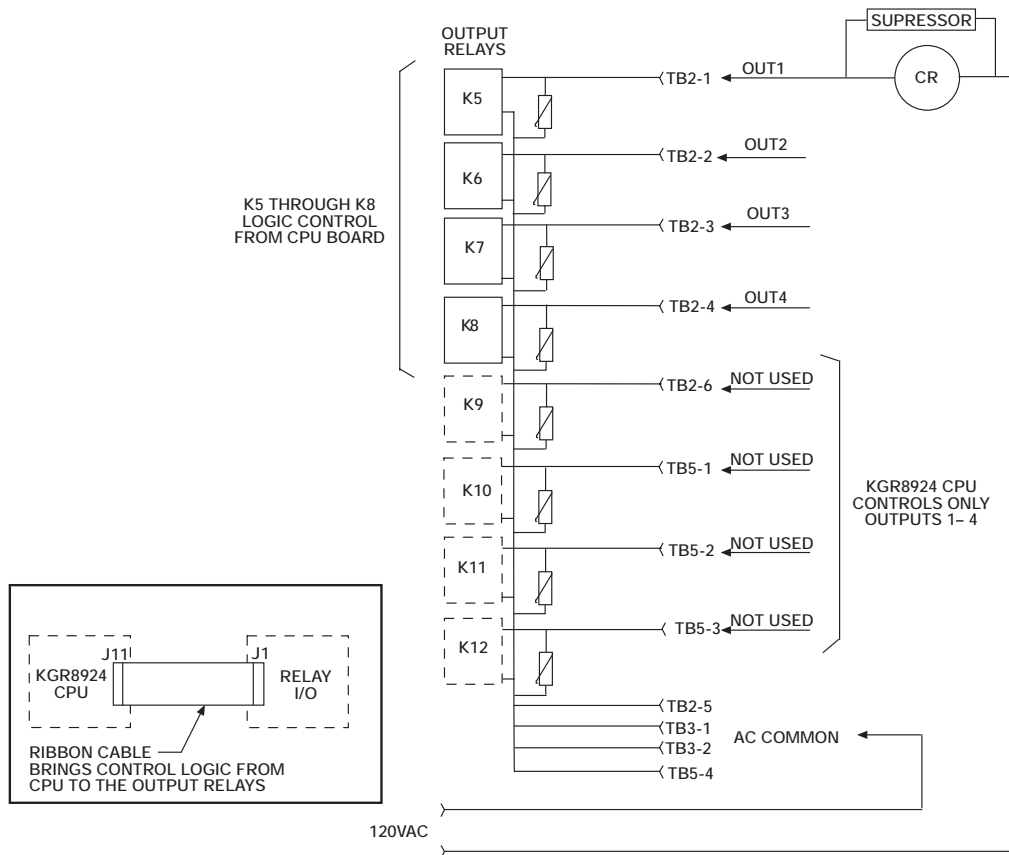 SUPRESSOR
CR
OUTPUT
RELAYS
K5
TB2-1
OUT1
K6
TB2-2
OUT2
K5 THROUGH K8
LOGIC CONTROL
FROM CPU BOARD
K7
TB2-3
OUT3
K8
TB2-4
OUT4
K9
TB2-6
NOT USED
K10
TB5-1
NOT USED
KGR8924 CPU
CONTROLS ONLY
OUTPUTS 1– 4
K11
TB5-2
NOT USED
K12
TB5-3
NOT USED
TB2-5
TB3-1
TB3-2
TB5-4
AC COMMON
J11
J1
KGR8924
CPU
RELAY
I/O
RIBBON CABLE
BRINGS CONTROL LOGIC FROM
CPU TO THE OUTPUT RELAYS
120VAC